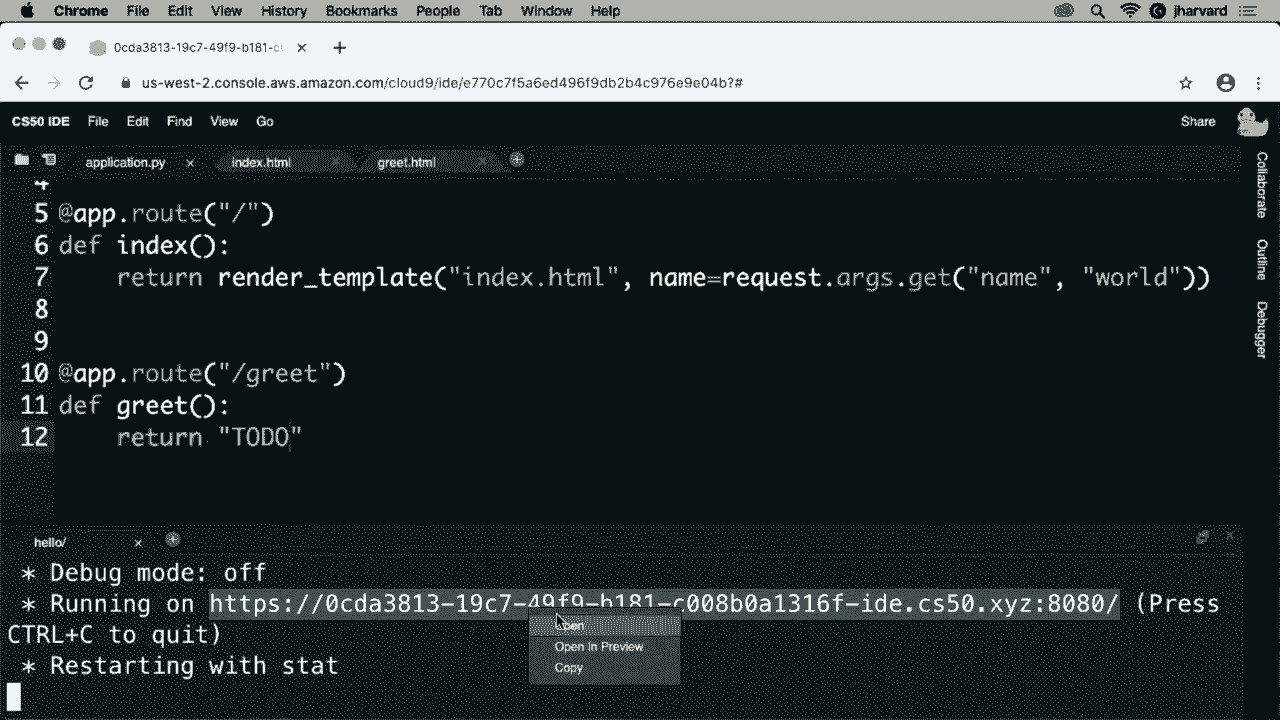 Chrome File Edit View History Bookmarks People Tab Window Help jharvard
0cda3813-19c7-49f9-b181-c
us-west-2.console.aws.amazon.com/cloud9/ide/e770c7f5a6ed496f9db2b4c976e9e04b?#
CS50 IDE File Edit Find View Go Share
application.py index.html greet.html
Collaborate
Outline
Debugger
4
5 @app.route("/")
6 def index():
7 return render_template("index.html", name=request.args.get("name", "world"))
8
9
10 @app.route("/greet")
11 def greet():
12 return "TODO"
hello/
* Debug mode: off
* Running on https://0cda3813-19c7-49f9-b181-c008b0a1316f-ide.cs50.xyz:8080/ (Press
CTRL+C to quit)
* Restarting with stat
Open
Open in Preview
Copy